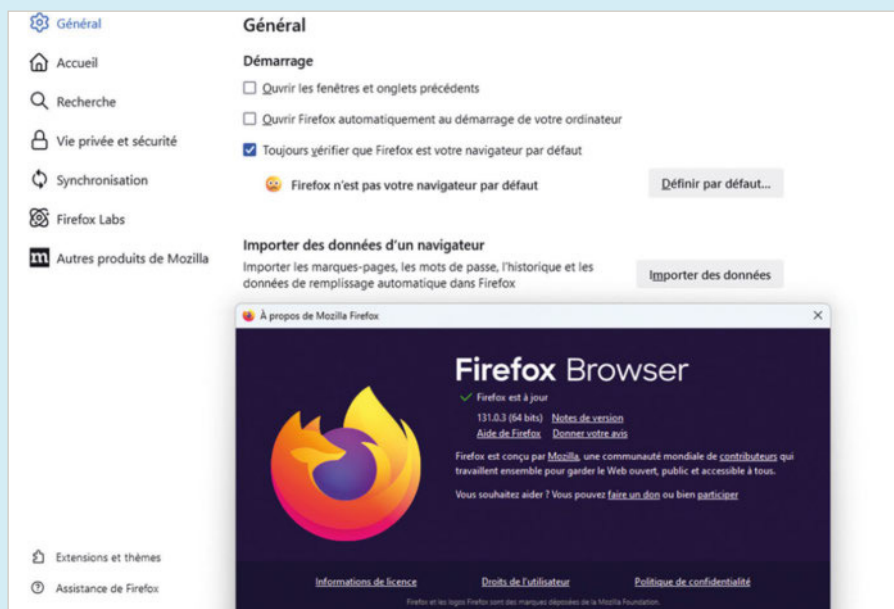 Général
Accueil
Recherche
Vie privée et sécurité
Synchronisation
Firefox Labs
m Autres produits de Mozilla
Extensions et thèmes
Assistance de Firefox
Général
Démarrage
Ouvrir les fenêtres et onglets précédents
Ouvrir Firefox automatiquement au démarrage de votre ordinateur
Toujours vérifier que Firefox est votre navigateur par défaut
Firefox n'est pas votre navigateur par défaut
Définir par défaut...
Importer des données d'un navigateur
Importer les marques-pages, les mots de passe, l'historique et les
données de remplissage automatique dans Firefox
Importer des données
À propos de Mozilla Firefox
Firefox Browser
Firefox est à jour
131.0.3 (64 bits) Notes de version
Aide de Firefox Donner votre avis
Firefox est conçu par Mozilla, une communauté mondiale de contributeurs qui
travaillent ensemble pour garder le Web ouvert, public et accessible à tous.
Vous souhaitez aider ? Vous pouvez faire un don ou bien participer
Informations de licence Droits de l'utilisateur Politique de confidentialité
Firefox et les logos Firefox sont des marques déposées de la Mozilla Foundation.